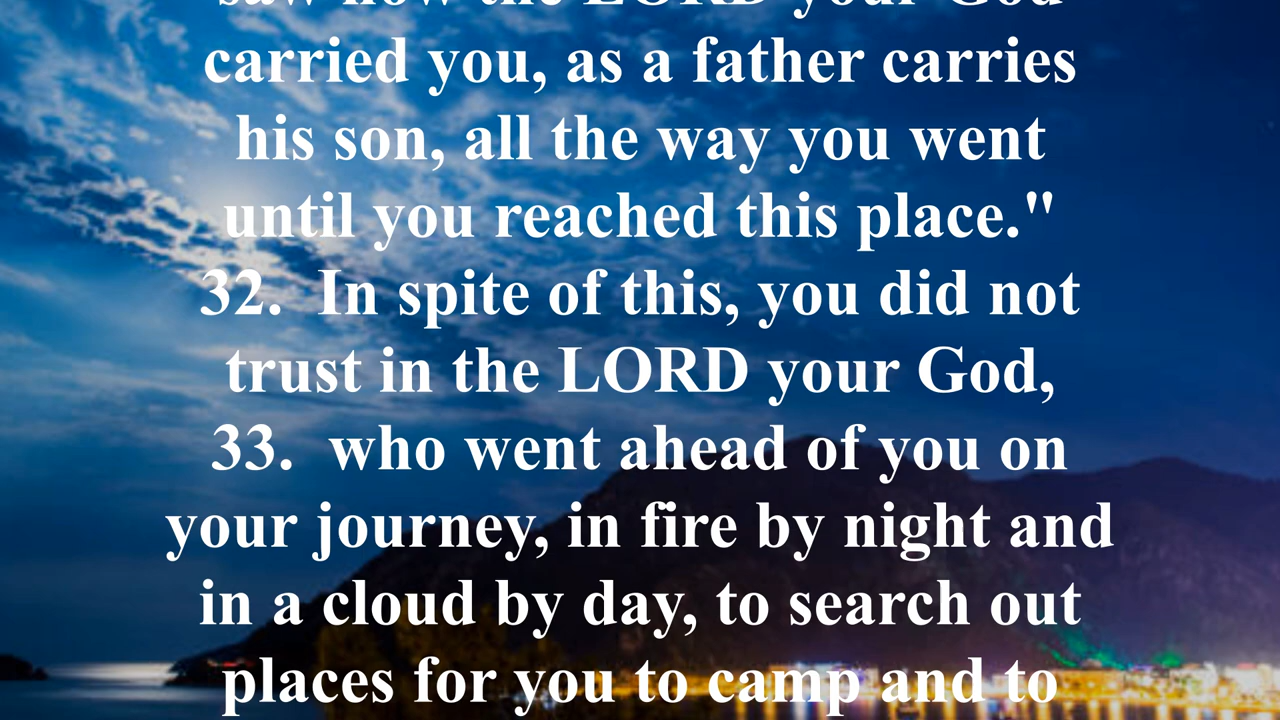 saw how the LORD your God
carried you, as a father carries
his son, all the way you went
until you reached this place."
32.  In spite of this, you did not
trust in the LORD your God,
33.  who went ahead of you on
your journey, in fire by night and
in a cloud by day, to search out
places for you to camp and to